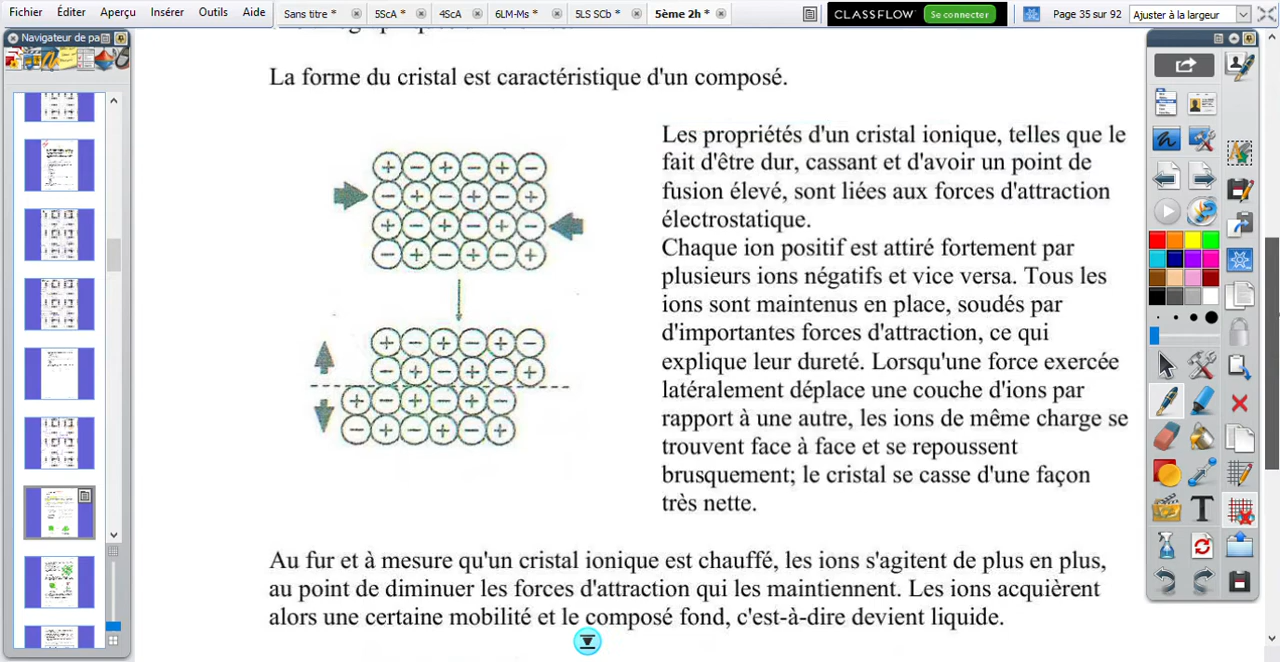 Fichier Éditer Aperçu Insérer Outils Aide Sans titre * 5ScA * 4ScA 6LM-Ms * 5LS SCb * 5ème 2h * CLASSFLOW Se connecter Page 35 sur 92 Ajuster à la largeur
Navigateur de pa
La forme du cristal est caractéristique d'un composé.
Les propriétés d'un cristal ionique, telles que le
fait d'être dur, cassant et d'avoir un point de
fusion élevé, sont liées aux forces d'attraction
électrostatique.
Chaque ion positif est attiré fortement par
plusieurs ions négatifs et vice versa. Tous les
ions sont maintenus en place, soudés par
d'importantes forces d'attraction, ce qui
explique leur dureté. Lorsqu'une force exercée
latéralement déplace une couche d'ions par
rapport à une autre, les ions de même charge se
trouvent face à face et se repoussent
brusquement; le cristal se casse d'une façon
très nette.
Au fur et à mesure qu'un cristal ionique est chauffé, les ions s'agitent de plus en plus,
au point de diminuer les forces d'attraction qui les maintiennent. Les ions acquièrent
alors une certaine mobilité et le composé fond, c'est-à-dire devient liquide.